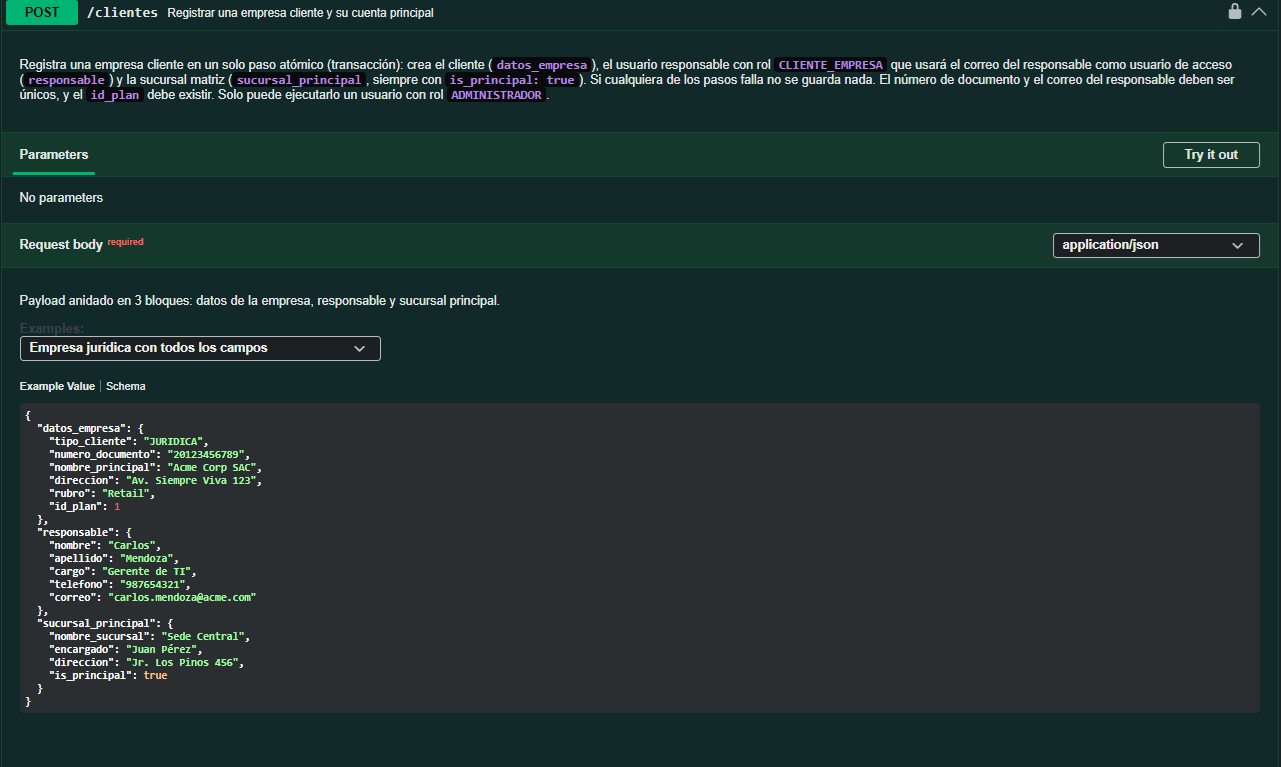 POST /clientes Registrar una empresa cliente y su cuenta principal
Registra una empresa cliente en un solo paso atómico (transacción): crea el cliente ( datos_empresa ), el usuario responsable con rol CLIENTE_EMPRESA que usará el correo del responsable como usuario de acceso
( responsable ) y la sucursal matriz ( sucursal_principal , siempre con is_principal: true ). Si cualquiera de los pasos falla no se guarda nada. El número de documento y el correo del responsable deben ser
únicos, y el id_plan debe existir. Solo puede ejecutarlo un usuario con rol ADMINISTRADOR .
Parameters
Try it out
No parameters
Request body required
application/json
Payload anidado en 3 bloques: datos de la empresa, responsable y sucursal principal.
Examples:
Empresa jurídica con todos los campos
Example Value | Schema
{
  "datos_empresa": {
    "tipo_cliente": "JURIDICA",
    "numero_documento": "20123456789",
    "nombre_principal": "Acme Corp SAC",
    "direccion": "Av. Siempre Viva 123",
    "rubro": "Retail",
    "id_plan": 1
  },
  "responsable": {
    "nombre": "Carlos",
    "apellido": "Mendoza",
    "cargo": "Gerente de TI",
    "telefono": "987654321",
    "correo": "carlos.mendoza@acme.com"
  },
  "sucursal_principal": {
    "nombre_sucursal": "Sede Central",
    "encargado": "Juan Pérez",
    "direccion": "Jr. Los Pinos 456",
    "is_principal": true
  }
}